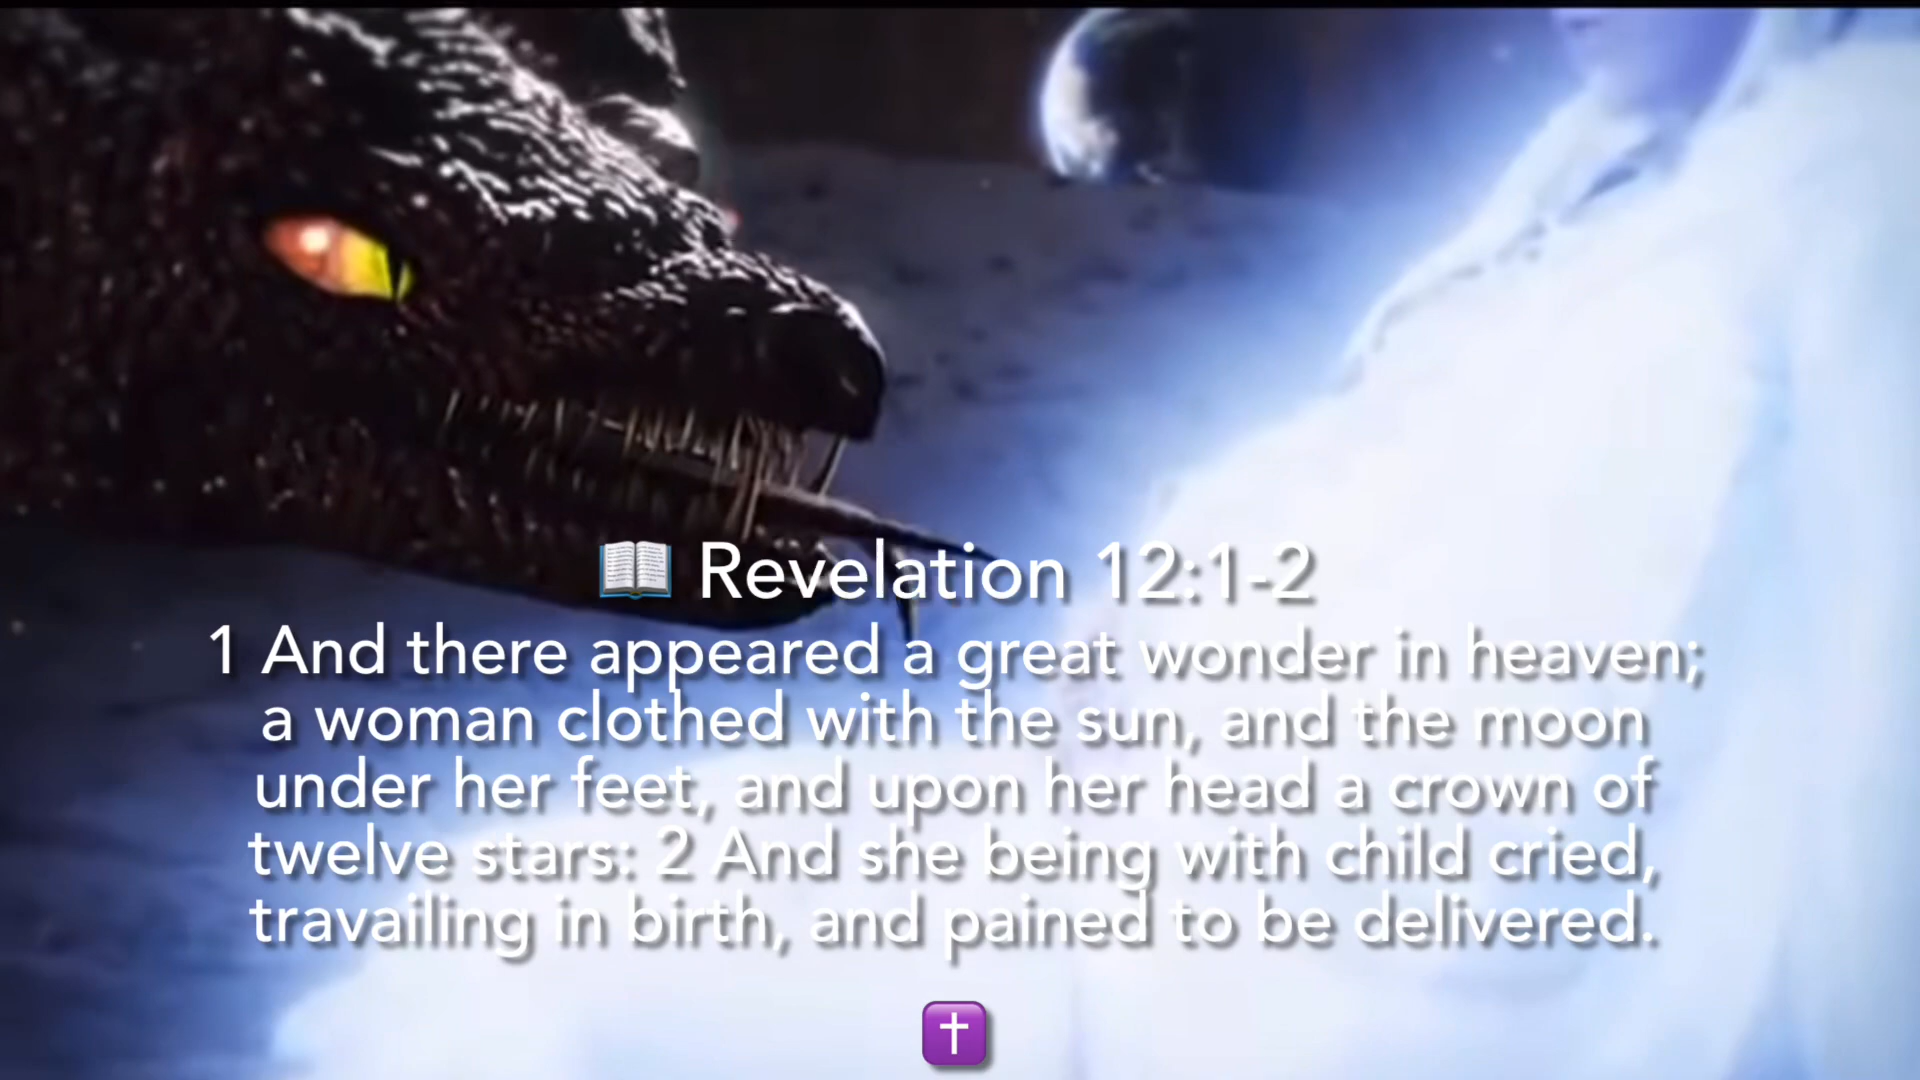 📖 Revelation 12:1-2
1 And there appeared a great wonder in heaven;
a woman clothed with the sun, and the moon
under her feet, and upon her head a crown of
twelve stars: 2 And she being with child cried,
travailing in birth, and pained to be delivered.
✝️